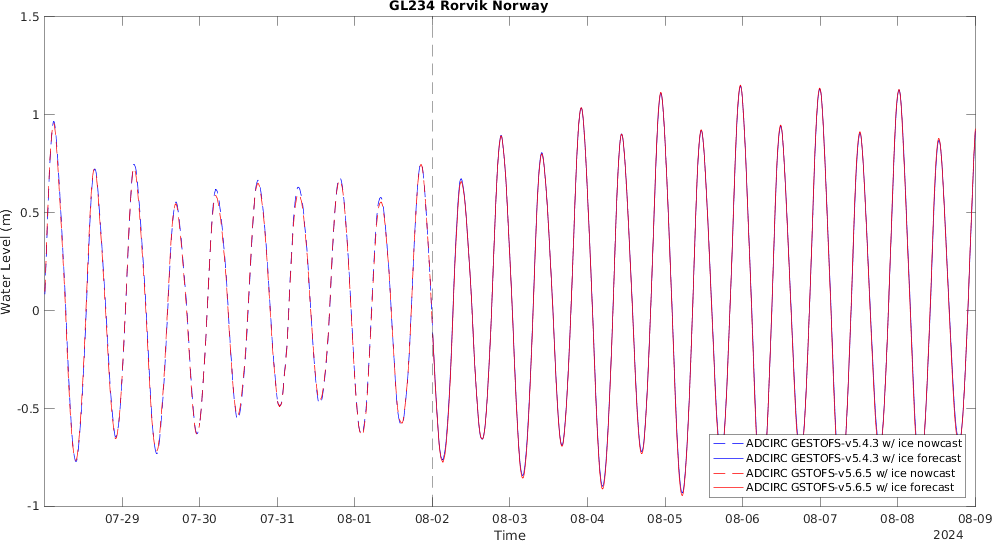 GL234 Rorvik Norway
1.5
1
0.5
0
-0.5
-1
Water Level (m)
ADCIRC GESTOFS-v5.4.3 w/ ice nowcast
ADCIRC GESTOFS-v5.4.3 w/ ice forecast
ADCIRC GSTOFS-v5.6.5 w/ ice nowcast
ADCIRC GSTOFS-v5.6.5 w/ ice forecast
07-29 07-30 07-31 08-01 08-02 08-03 08-04 08-05 08-06 08-07 08-08 08-09
Time
2024